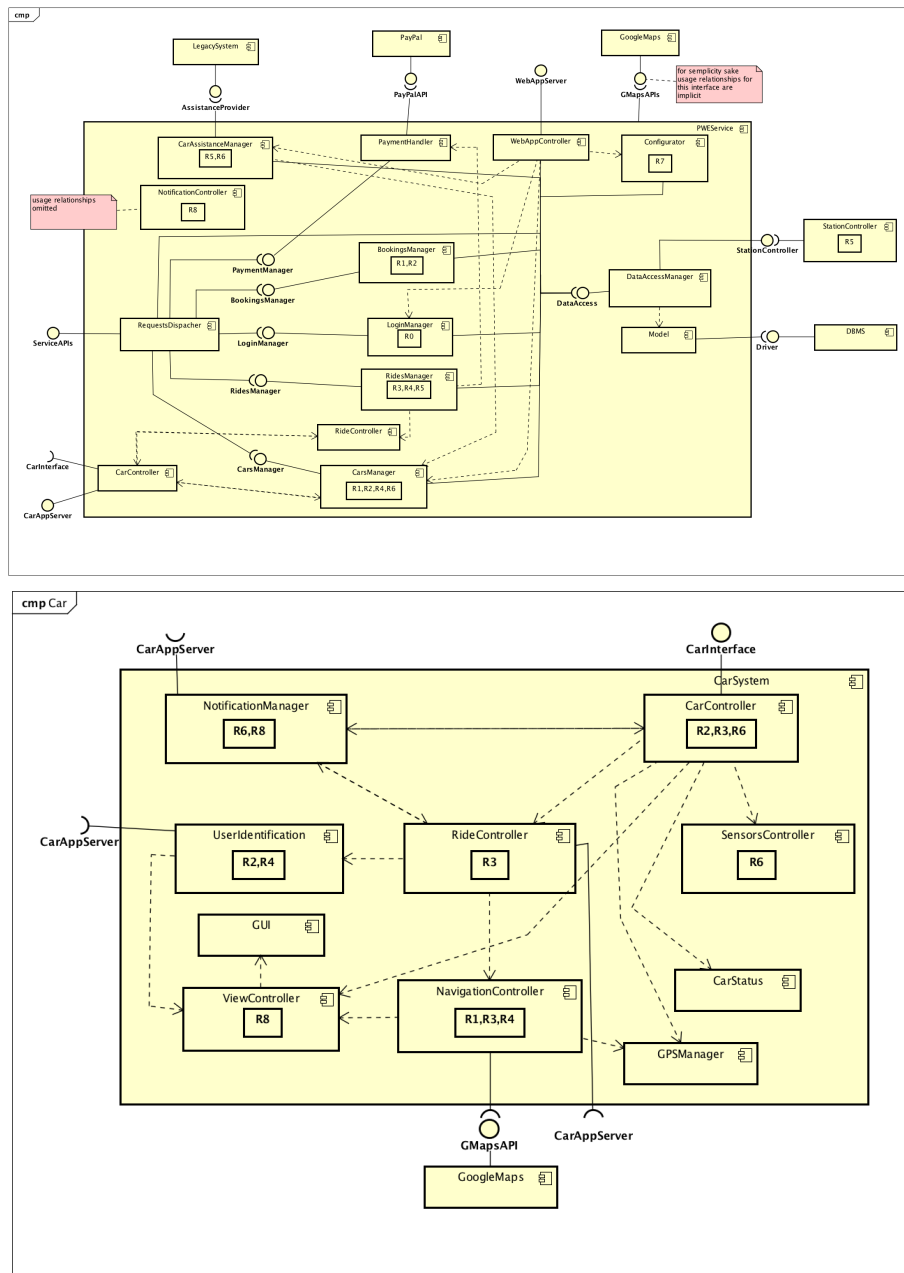 cmp
LegacySystem
PayPal
GoogleMaps
WebAppServer
for semplicity sake
usage relationships for
this interface are
implicit
AssistanceProvider
PayPalAPI
GMapsAPIs
PWEService
CarAssistanceManager
R5,R6
PaymentHandler
WebAppController
Configurator
R7
NotificationController
R8
usage relationships
omitted
StationController
R5
StationController
PaymentManager
BookingsManager
R1,R2
DataAccessManager
BookingsManager
DataAccess
RequestsDispacher
ServiceAPIs
LoginManager
LoginManager
R0
Model
Driver
DBMS
RidesManager
RidesManager
R3,R4,R5
RideController
CarInterface
CarController
CarsManager
CarsManager
R1,R2,R4,R6
CarAppServer
cmp Car
CarAppServer
CarInterface
CarSystem
NotificationManager
R6,R8
CarController
R2,R3,R6
CarAppServer
UserIdentification
R2,R4
RideController
R3
SensorsController
R6
GUI
ViewController
R8
NavigationController
R1,R3,R4
CarStatus
GPSManager
GMapsAPI
CarAppServer
GoogleMaps